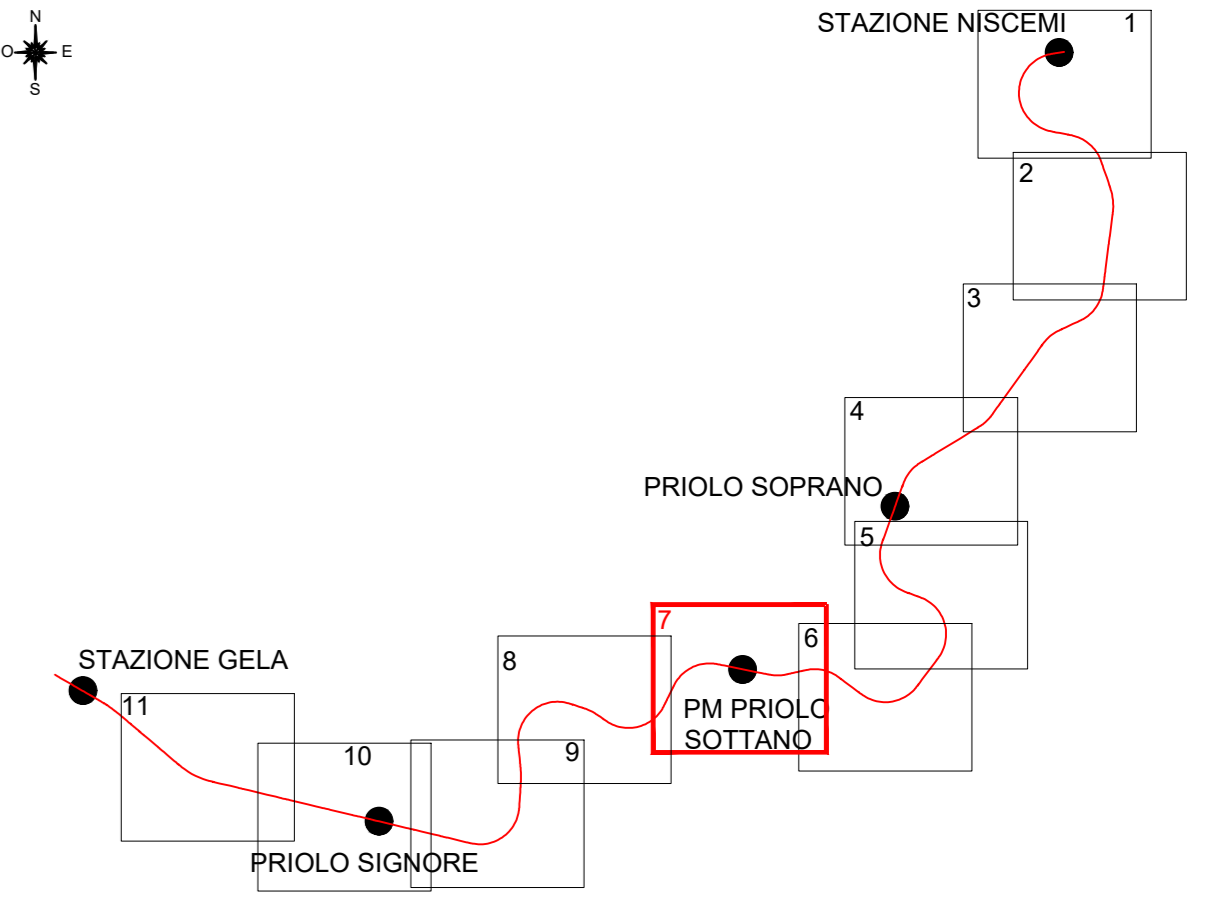 N
O E
S
STAZIONE NISCEMI
1
2
3
4
PRIOLO SOPRANO
5
6
7
PM PRIOLO
SOTTANO
8
9
STAZIONE GELA
11
10
PRIOLO SIGNORE